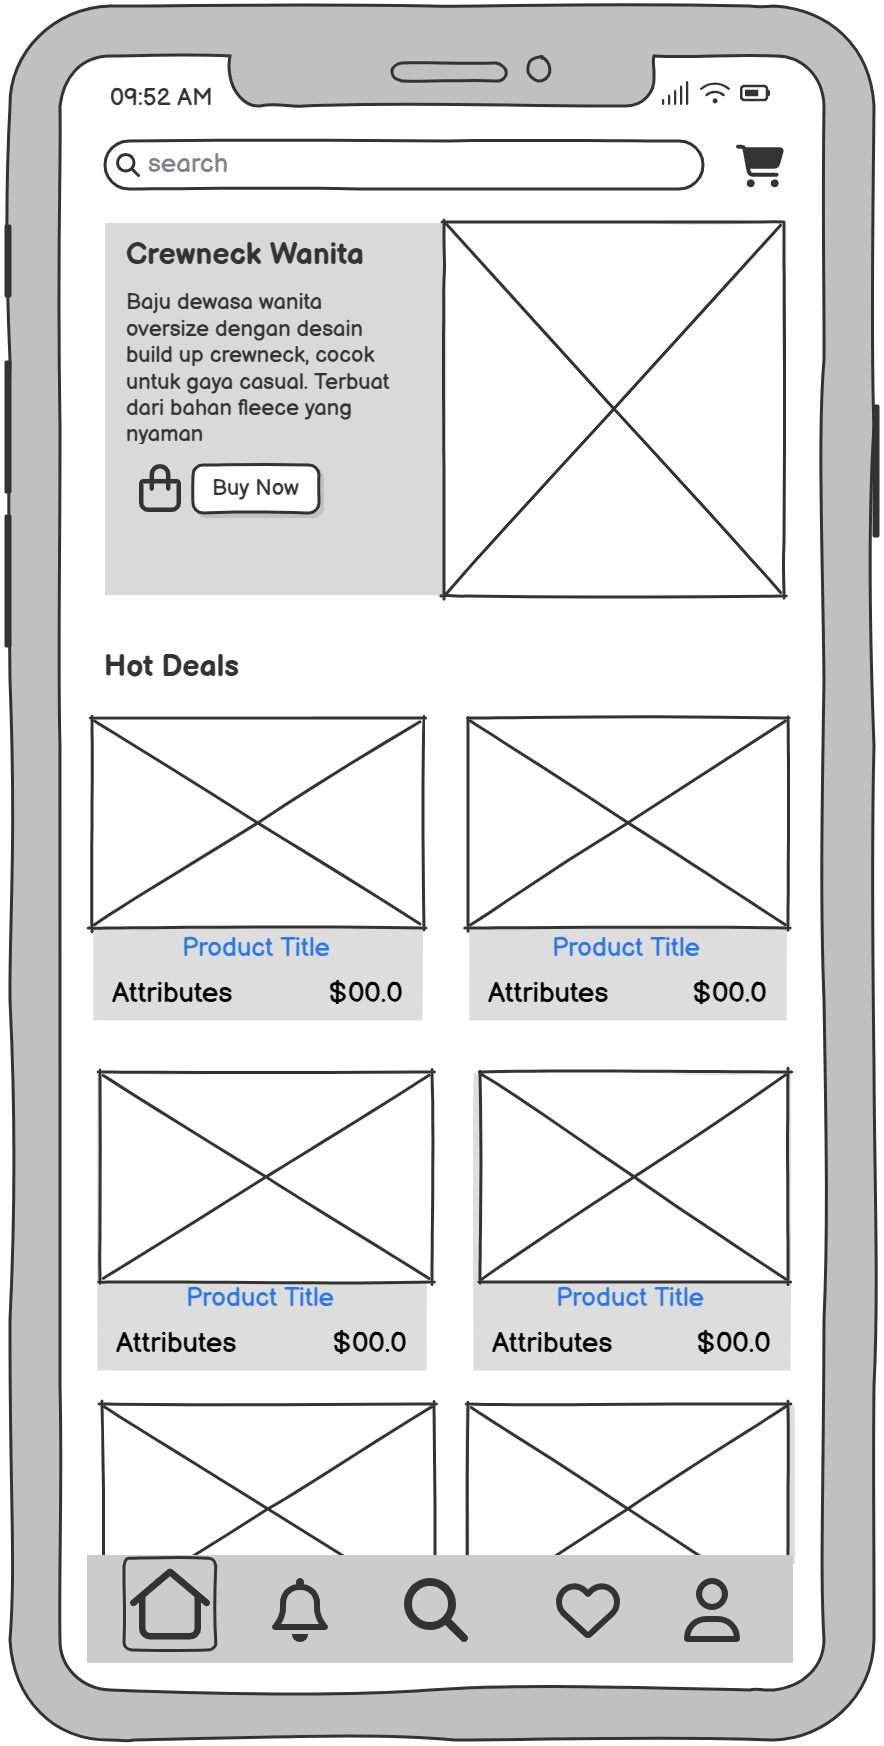 09:52 AM
search
Crewneck Wanita
Baju dewasa wanita
oversize dengan desain
build up crewneck, cocok
untuk gaya casual. Terbuat
dari bahan fleece yang
nyaman
Buy Now
Hot Deals
Product Title
Attributes $00.0
Product Title
Attributes $00.0
Product Title
Attributes $00.0
Product Title
Attributes $00.0